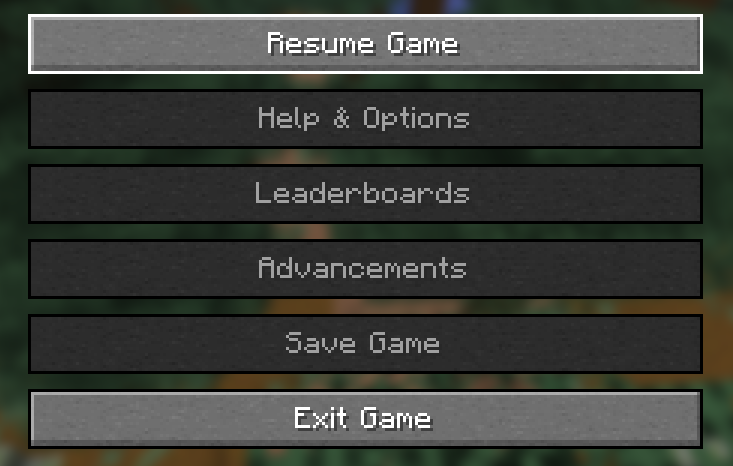 Resume Game
Help & Options
Leaderboards
Advancements
Save Game
Exit Game